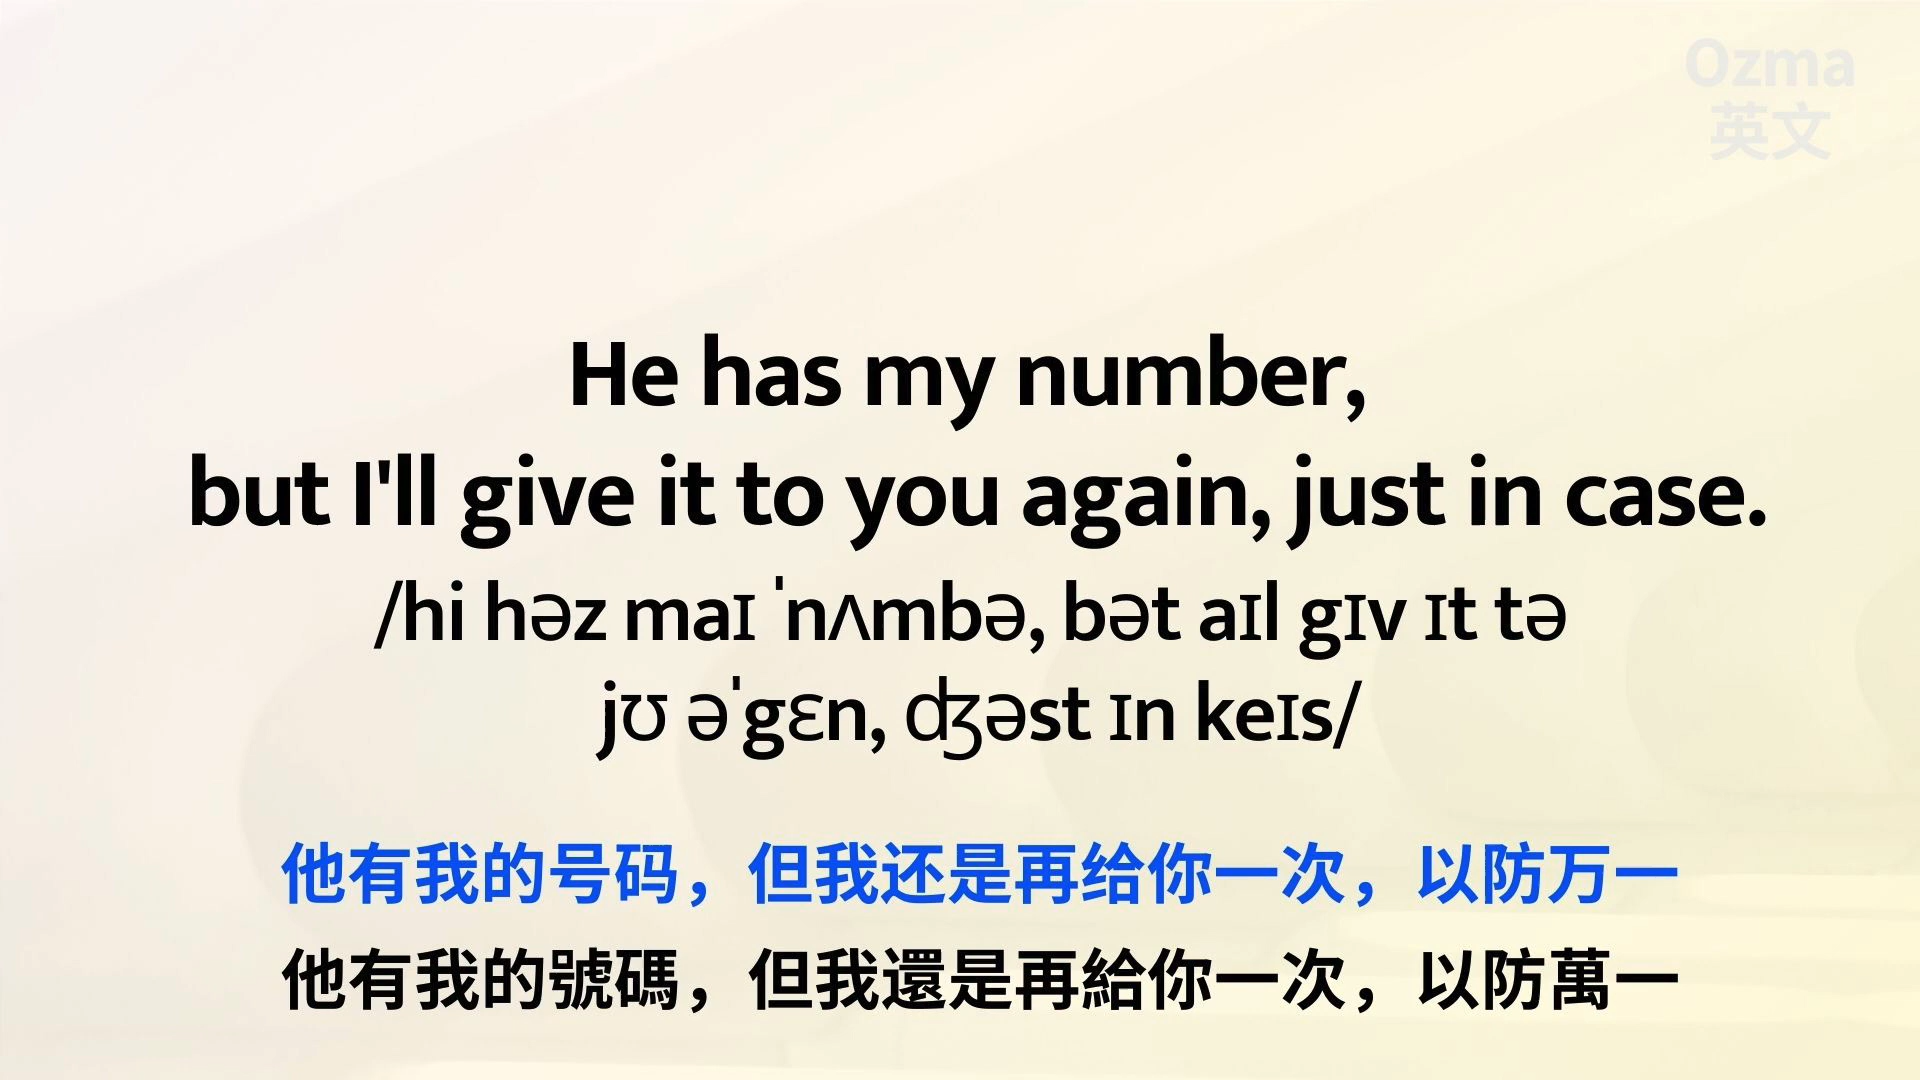 Ozma
英文
He has my number,
but I'll give it to you again, just in case.
/hi həz maɪ ˈnʌmbə, bət aɪl gɪv ɪt tə
jʊ əˈgɛn, ʤəst ɪn keɪs/
他有我的号码，但我还是再给你一次，以防万一
他有我的號碼，但我還是再給你一次，以防萬一